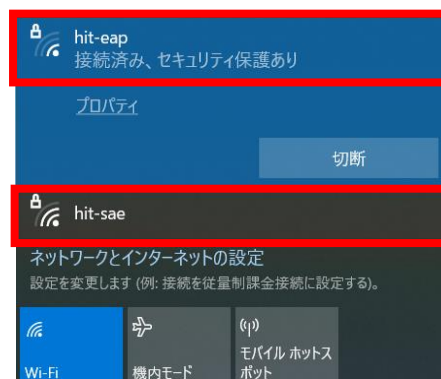 hit-eap
接続済み、セキュリティ保護あり
プロパティ
切断
hit-sae
ネットワークとインターネットの設定
設定を変更します (例: 接続を従量制課金接続に設定する)。
Wi-Fi
機内モード
モバイル ホットス
ポット